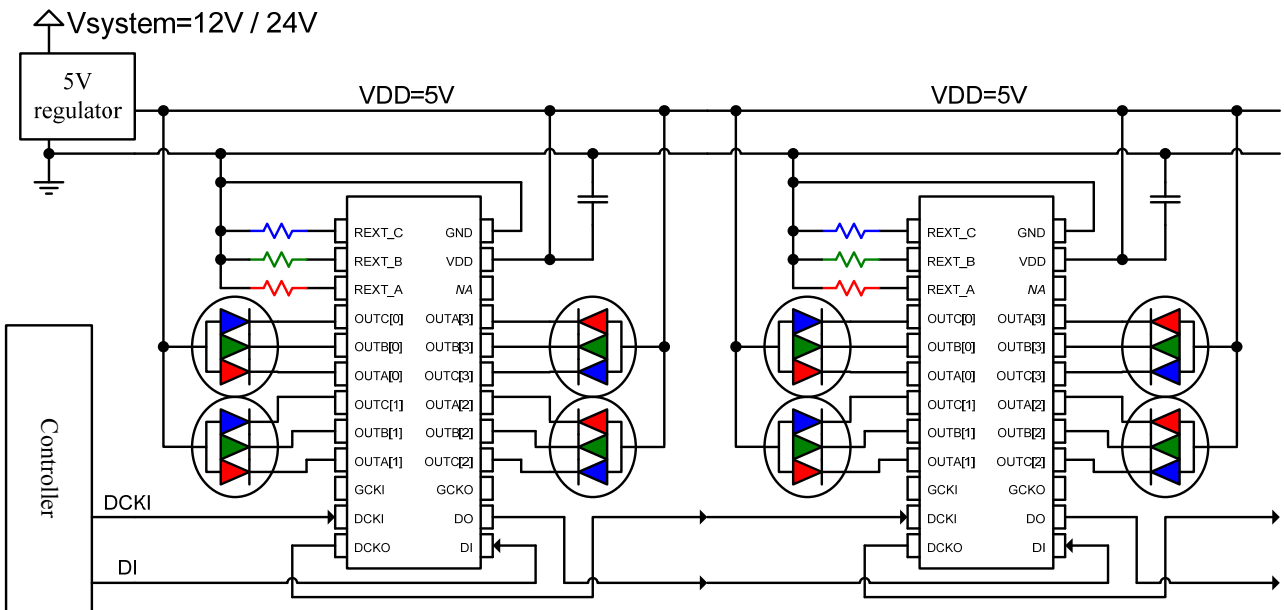 Vsystem=12V / 24V
5V
regulator
VDD=5V
VDD=5V
REXT_C
GND
REXT_B
VDD
REXT_A
NA
OUTC[0]
OUTA[3]
OUTB[0]
OUTB[3]
OUTA[0]
OUTC[3]
OUTC[1]
OUTA[2]
OUTB[1]
OUTB[2]
OUTA[1]
OUTC[2]
GCKI
GCKO
DCKI
DO
DCKO
DI
REXT_C
GND
REXT_B
VDD
REXT_A
NA
OUTC[0]
OUTA[3]
OUTB[0]
OUTB[3]
OUTA[0]
OUTC[3]
OUTC[1]
OUTA[2]
OUTB[1]
OUTB[2]
OUTA[1]
OUTC[2]
GCKI
GCKO
DCKI
DO
DCKO
DI
Controller
DCKI
DI